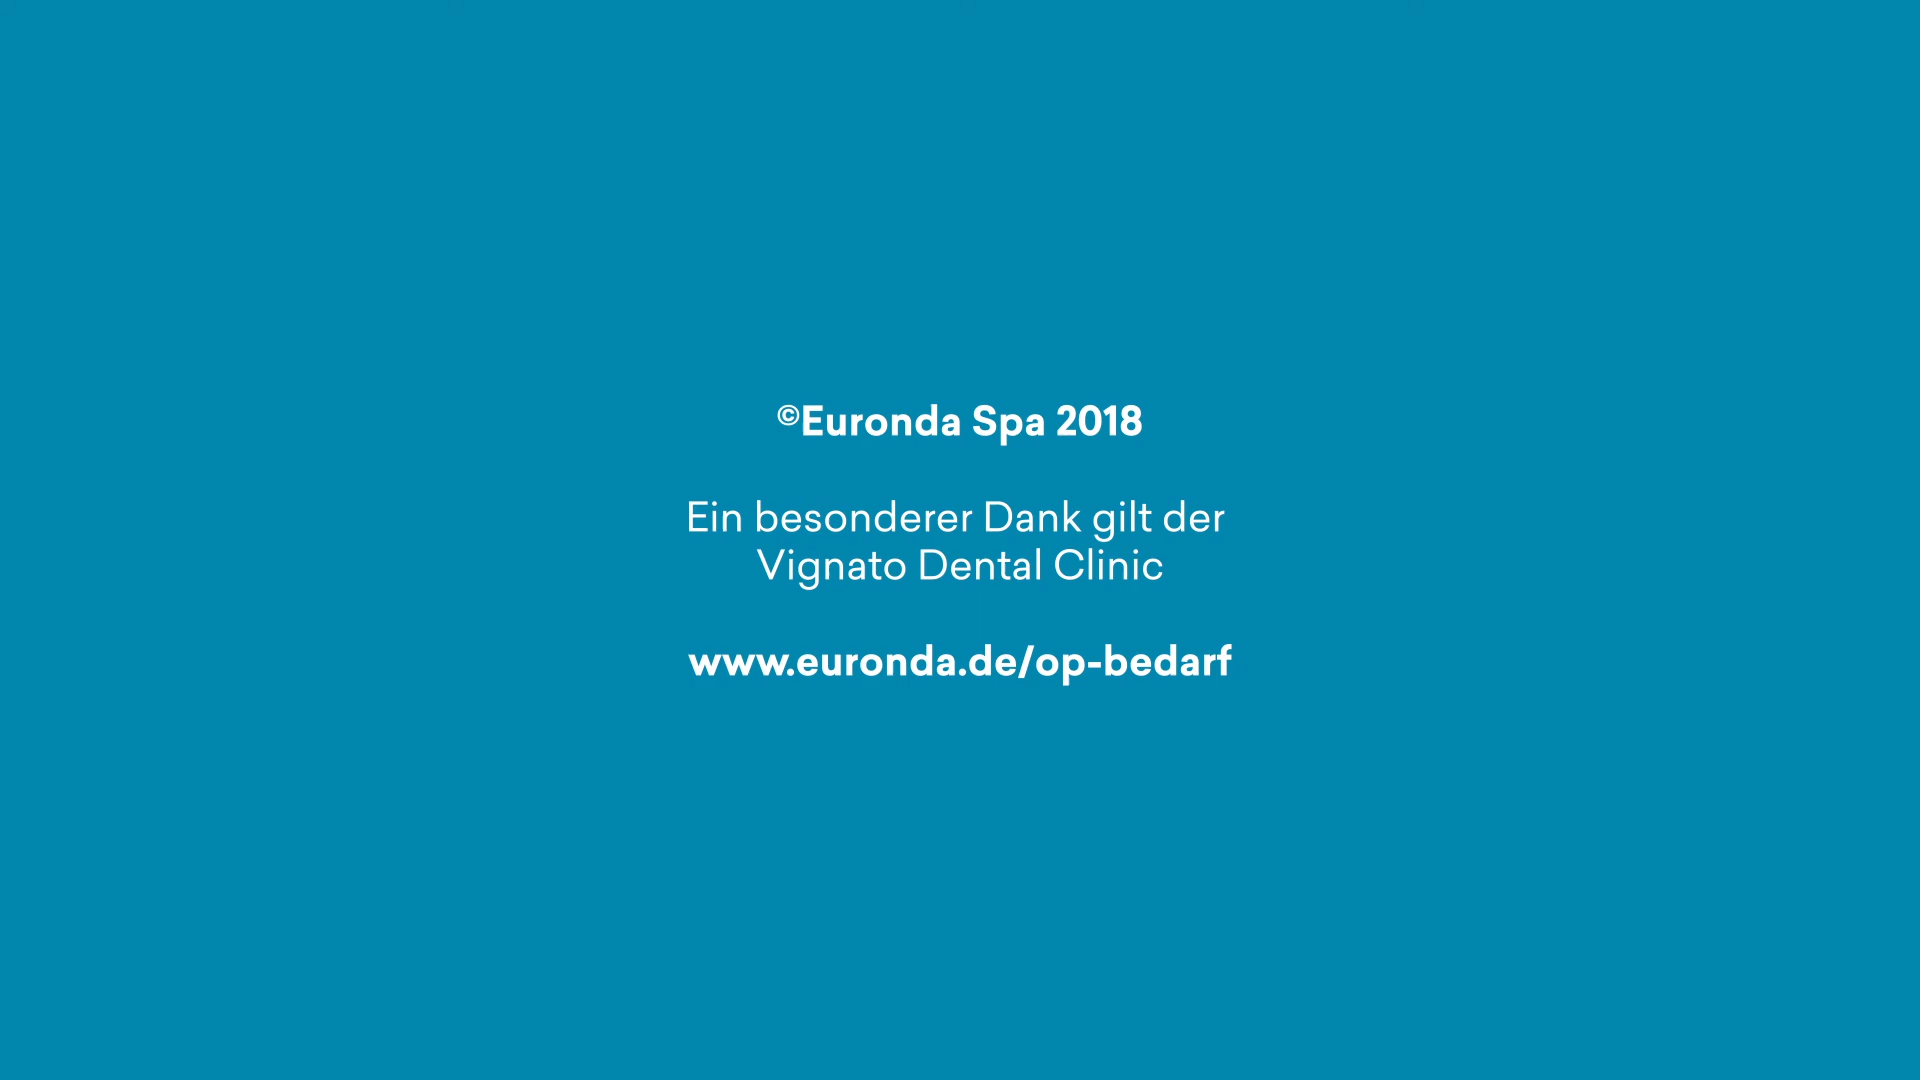 ©Euronda Spa 2018
Ein besonderer Dank gilt der
Vignato Dental Clinic
www.euronda.de/op-bedarf